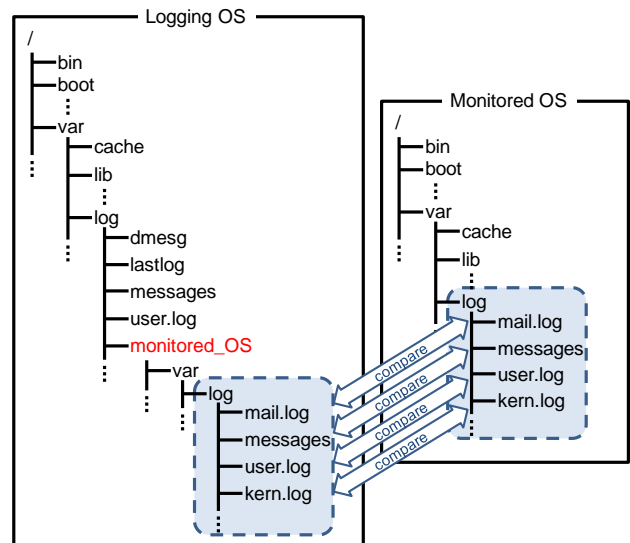 Logging OS
/
bin
boot
var
cache
lib
log
dmesg
lastlog
messages
user.log
monitored_OS
var
log
mail.log
messages
user.log
kern.log
compare
compare
compare
compare
Monitored OS
/
bin
boot
var
cache
lib
log
mail.log
messages
user.log
kern.log